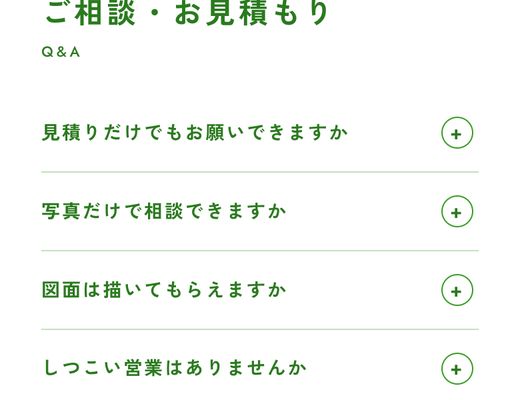 ご相談・お見積もり
Q&A
見積りだけでもお願いできますか
写真だけで相談できますか
図面は描いてもらえますか
しつこい営業はありませんか